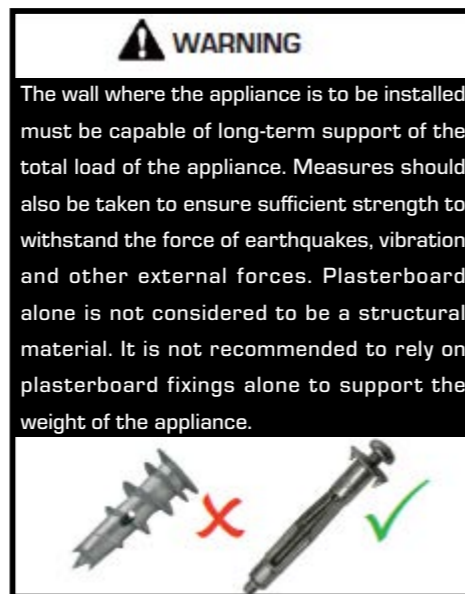 WARNING
The wall where the appliance is to be installed
must be capable of long-term support of the
total load of the appliance. Measures should
also be taken to ensure sufficient strength to
withstand the force of earthquakes, vibration
and other external forces. Plasterboard
alone is not considered to be a structural
material. It is not recommended to rely on
plasterboard fixings alone to support the
weight of the appliance.